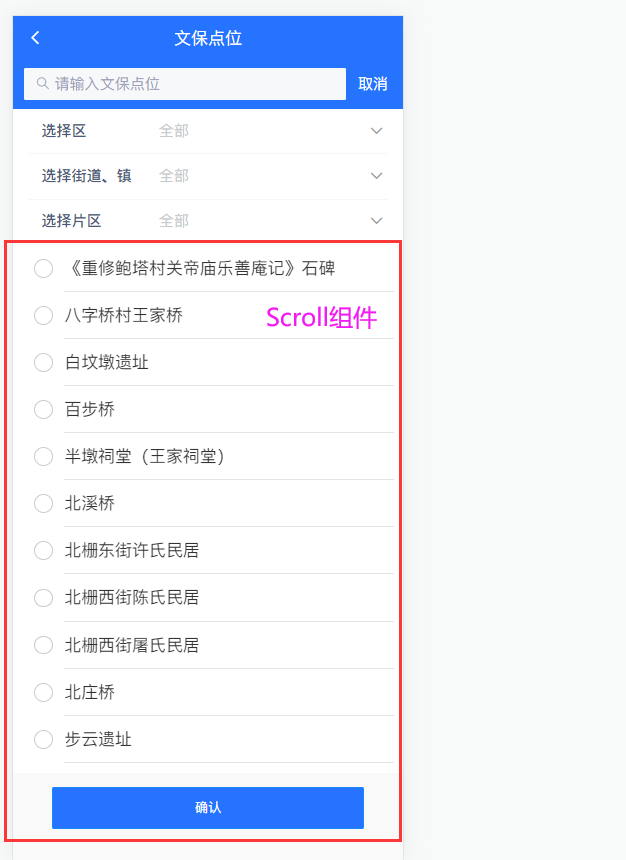 文保点位
请输入文保点位 取消
选择区 全部
选择街道、镇 全部
选择片区 全部
《重修鲍塔村关帝庙乐善庵记》石碑
八字桥村王家桥
Scroll组件
白坟墩遗址
百步桥
半墩祠堂（王家祠堂）
北溪桥
北栅东街许氏民居
北栅西街陈氏民居
北栅西街屠氏民居
北庄桥
步云遗址
确认